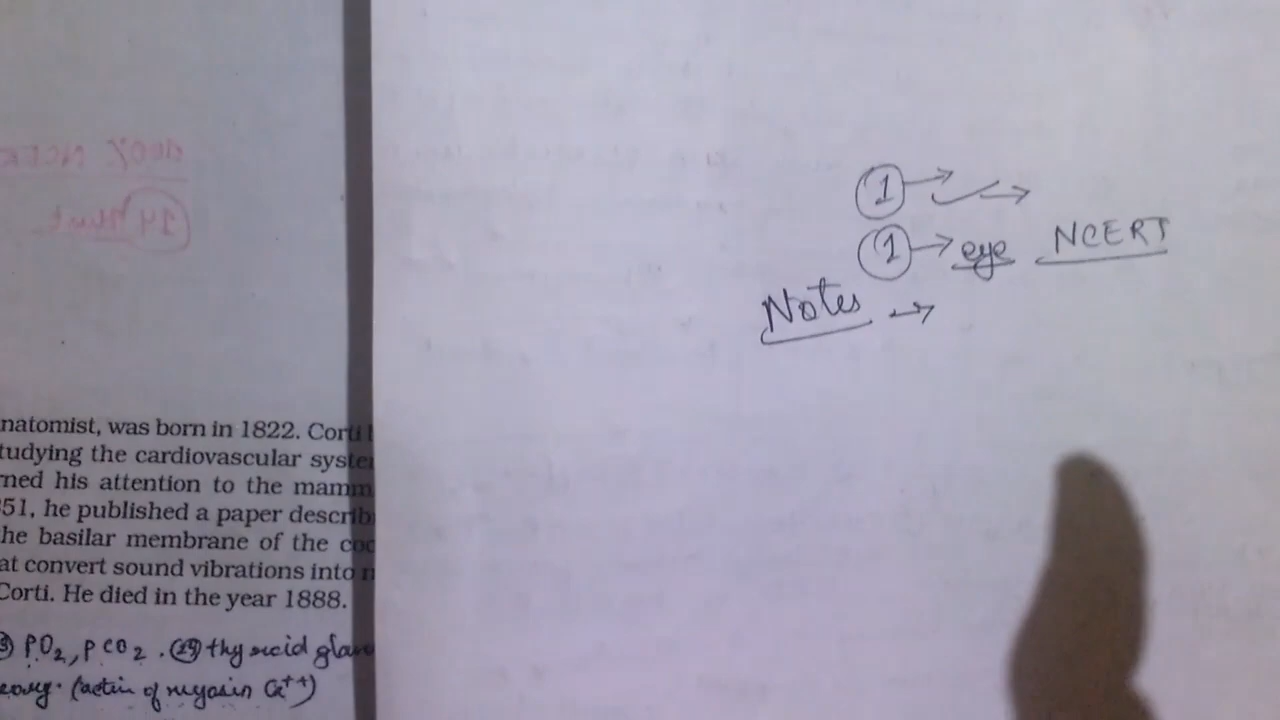 natomist, was born in 1822. Corti
tudying the cardiovascular syste
ned his attention to the mamm
51, he published a paper describ
he basilar membrane of the co
at convert sound vibrations into
Corti. He died in the year 1888.
PO₂, pCO₂. 29 thyroid glan
(actin of myosin Ca⁺⁺)
1 →
1 → eye NCERT
Notes →